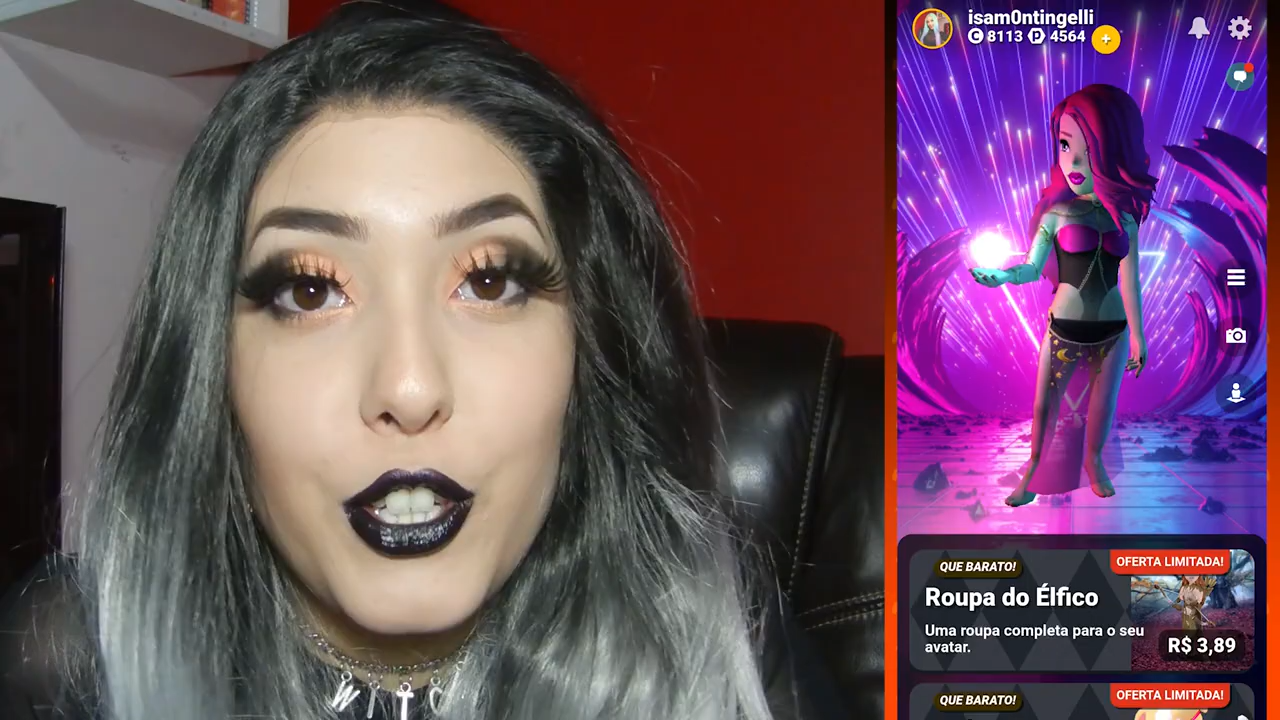 isam0ntingelli
C 8113 P 4564 +
QUE BARATO!
OFERTA LIMITADA!
Roupa do Élfico
Uma roupa completa para o seu
avatar.
R$ 3,89
QUE BARATO!
OFERTA LIMITADA!
WITC